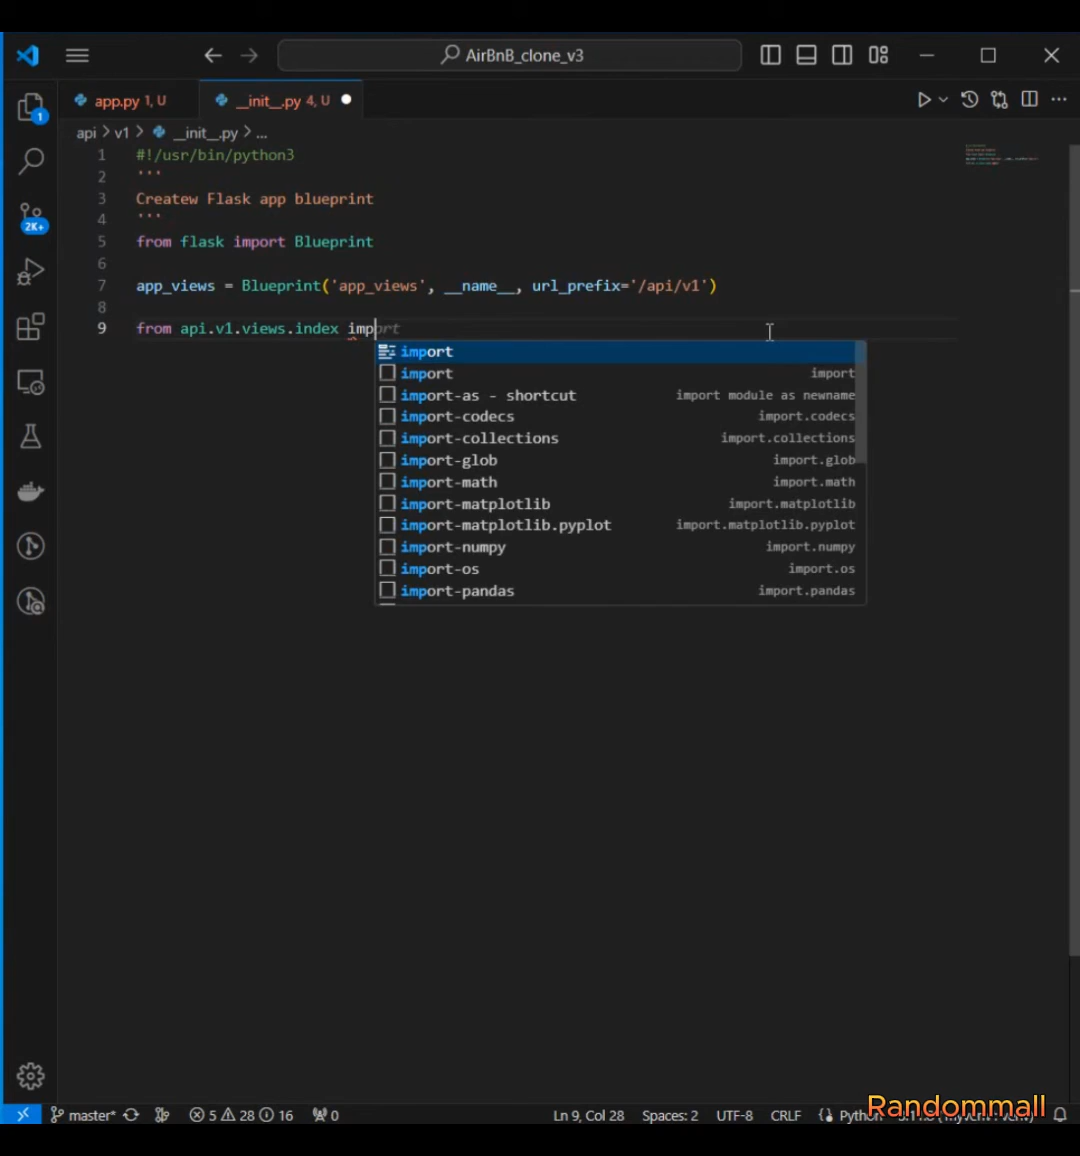 AirBnB_clone_v3
app.py 1, U
__init__.py 4, U
api > v1 > __init__.py > ...
1 #!/usr/bin/python3
2 '''
3 Createw Flask app blueprint
4 '''
5 from flask import Blueprint
6
7 app_views = Blueprint('app_views', __name__, url_prefix='/api/v1')
8
9 from api.v1.views.index import
import
import import
import-as - shortcut import module as newname
import-codecs import.codecs
import-collections import.collections
import-glob import.glob
import-math import.math
import-matplotlib import.matplotlib
import-matplotlib.pyplot import.matplotlib.pyplot
import-numpy import.numpy
import-os import.os
import-pandas import.pandas
1
2K+
master* 5 28 16 0 Ln 9, Col 28 Spaces: 2 UTF-8 CRLF Python
Randommall